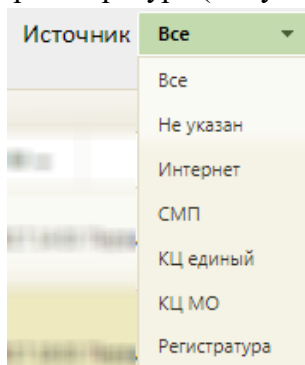 Источник Все
Все
Не указан
Интернет
СМП
КЦ единый
КЦ МО
Регистратура